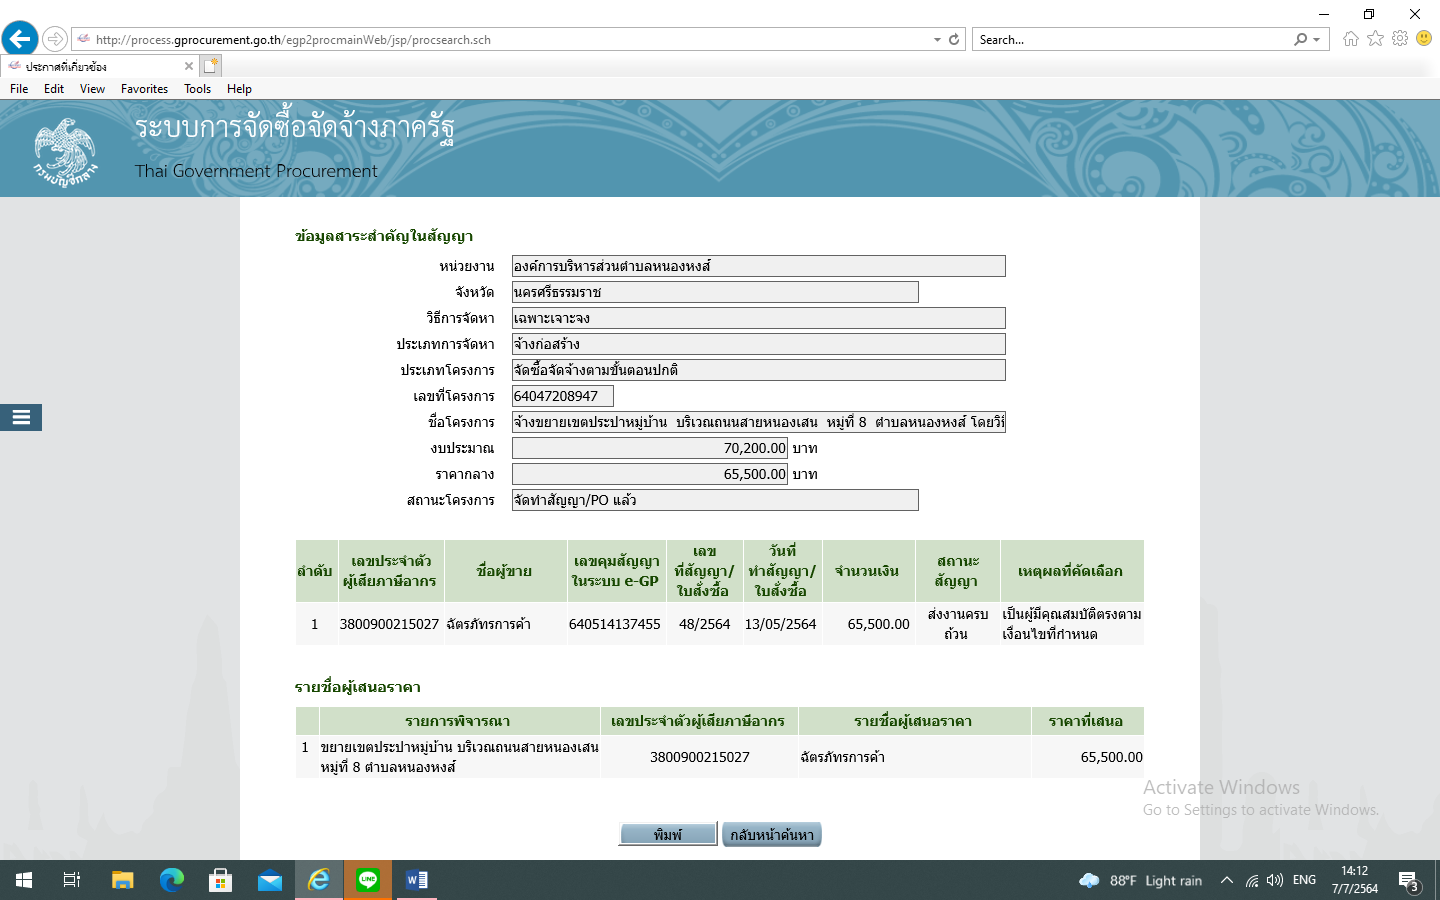 http://process.gprocurement.go.th/egp2procmainWeb/jsp/procsearch.sch
Search...
ประกาศที่เกี่ยวข้อง
File Edit View Favorites Tools Help
ระบบการจัดซื้อจัดจ้างภาครัฐ
Thai Government Procurement
กรมบัญชีกลาง
ข้อมูลสาระสำคัญในสัญญา
หน่วยงาน องค์การบริหารส่วนตำบลหนองหงส์
จังหวัด นครศรีธรรมราช
วิธีการจัดหา เฉพาะเจาะจง
ประเภทการจัดหา จ้างก่อสร้าง
ประเภทโครงการ จัดซื้อจัดจ้างตามขั้นตอนปกติ
เลขที่โครงการ 64047208947
ชื่อโครงการ จ้างขยายเขตประปาหมู่บ้าน บริเวณถนนสายหนองเสน หมู่ที่ 8 ตำบลหนองหงส์
งบประมาณ 70,200.00 บาท
ราคากลาง 65,500.00 บาท
สถานะโครงการ จัดทำสัญญา/PO แล้ว
ลำดับ เลขประจำตัวผู้เสียภาษีอากร ชื่อผู้ขาย เลขคุมสัญญาในระบบ e-GP เลขที่สัญญา/ใบสั่งซื้อ วันที่ทำสัญญา/ใบสั่งซื้อ จำนวนเงิน สถานะสัญญา เหตุผลที่คัดเลือก
1 3800900215027 ฉัตรภัทรการค้า 640514137455 48/2564 13/05/2564 65,500.00 ส่งงานครบถ้วน เป็นผู้มีคุณสมบัติตรงตามเงื่อนไขที่กำหนด
รายชื่อผู้เสนอราคา
รายการพิจารณา เลขประจำตัวผู้เสียภาษีอากร รายชื่อผู้เสนอราคา ราคาที่เสนอ
1 ขยายเขตประปาหมู่บ้าน บริเวณถนนสายหนองเสน หมู่ที่ 8 ตำบลหนองหงส์ 3800900215027 ฉัตรภัทรการค้า 65,500.00
พิมพ์ กลับหน้าค้นหา
Activate Windows
Go to Settings to activate Windows.
LINE
88°F Light rain
ENG
14:12
7/7/2564
3